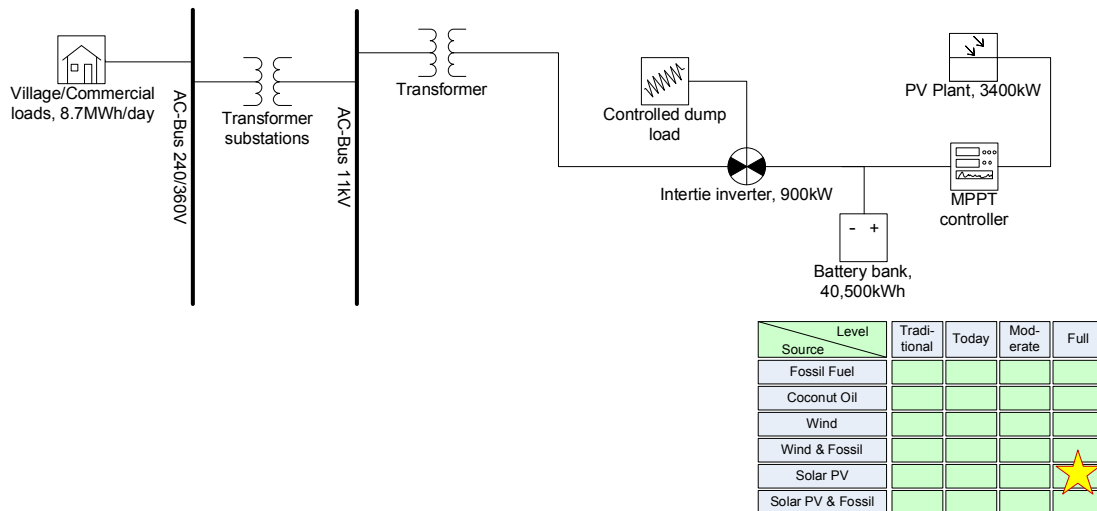 Village/Commercial
loads, 8.7MWh/day
AC-Bus 240/360V
Transformer
substations
AC-Bus 11kV
Transformer
Controlled dump
load
Intertie inverter, 900kW
PV Plant, 3400kW
MPPT
controller
- +
Battery bank,
40,500kWh
Level
Source
Tradi-
tional
Today
Mod-
erate
Full
Fossil Fuel
Coconut Oil
Wind
Wind & Fossil
Solar PV
Solar PV & Fossil